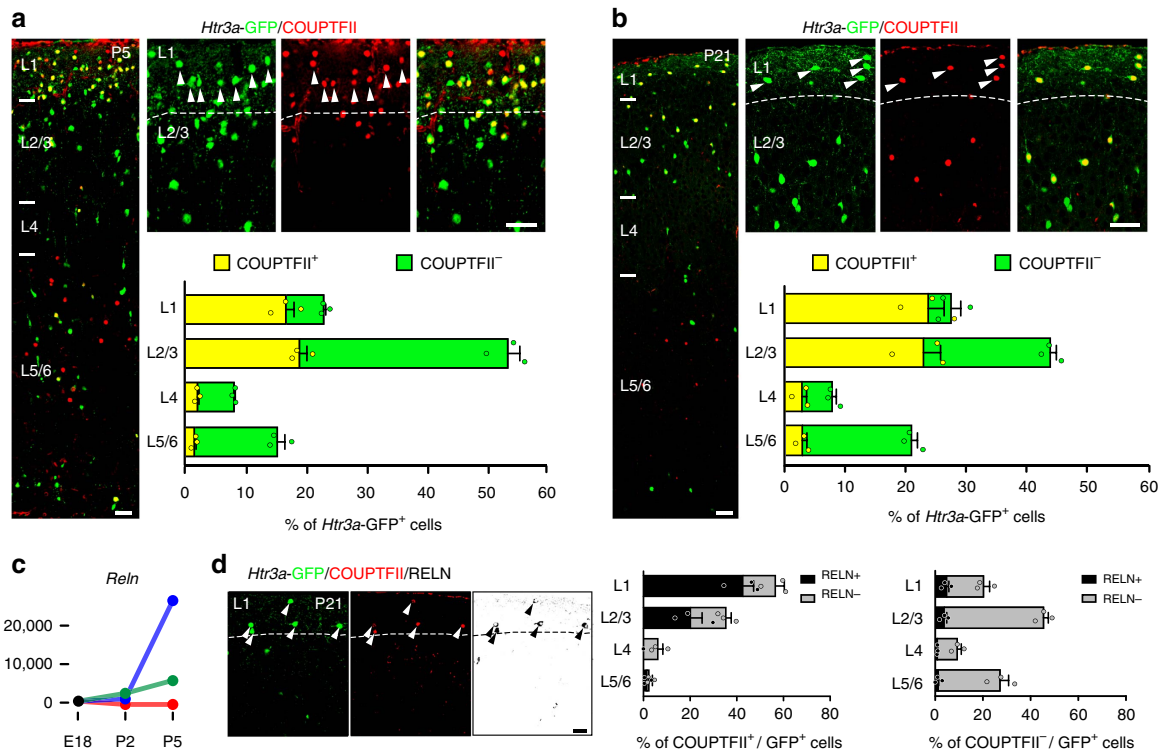 a
Htr3a-GFP/COUPTFII
P5
L1
L2/3
L4
L5/6
L1
L2/3
COUPTFII+
COUPTFII−
L1
L2/3
L4
L5/6
0 10 20 30 40 50 60
% of Htr3a-GFP+ cells
b
Htr3a-GFP/COUPTFII
P21
L1
L2/3
L4
L5/6
L1
L2/3
COUPTFII+
COUPTFII−
L1
L2/3
L4
L5/6
0 10 20 30 40 50 60
% of Htr3a-GFP+ cells
c
Reln
20,000
10,000
0
E18 P2 P5
d
Htr3a-GFP/COUPTFII/RELN
L1 P21
L1
L2/3
L4
L5/6
RELN+
RELN−
0 20 40 60 80
% of COUPTFII+/ GFP+ cells
L1
L2/3
L4
L5/6
RELN+
RELN−
0 20 40 60 80
% of COUPTFII−/ GFP+ cells